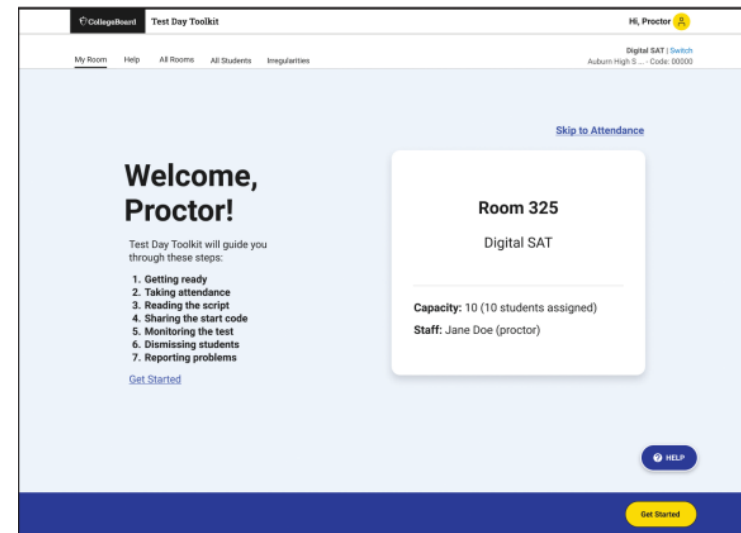 CollegeBoard Test Day Toolkit
Hi, Proctor
My Room Help All Rooms All Students Irregularities
Digital SAT | Switch
Auburn High S ... - Code: 00000
Skip to Attendance
Welcome,
Proctor!
Test Day Toolkit will guide you
through these steps:
1. Getting ready
2. Taking attendance
3. Reading the script
4. Sharing the start code
5. Monitoring the test
6. Dismissing students
7. Reporting problems
Get Started
Room 325
Digital SAT
Capacity: 10 (10 students assigned)
Staff: Jane Doe (proctor)
? HELP
Get Started